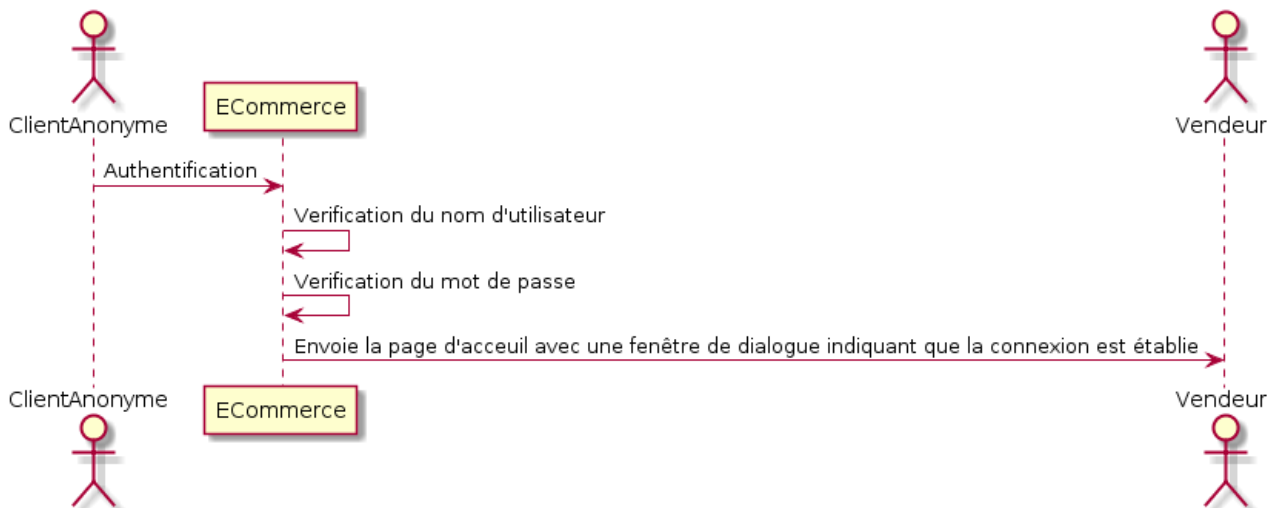 ClientAnonyme
ECommerce
Vendeur
Authentification
Verification du nom d'utilisateur
Verification du mot de passe
Envoie la page d'acceuil avec une fenêtre de dialogue indiquant que la connexion est établie
ClientAnonyme
ECommerce
Vendeur